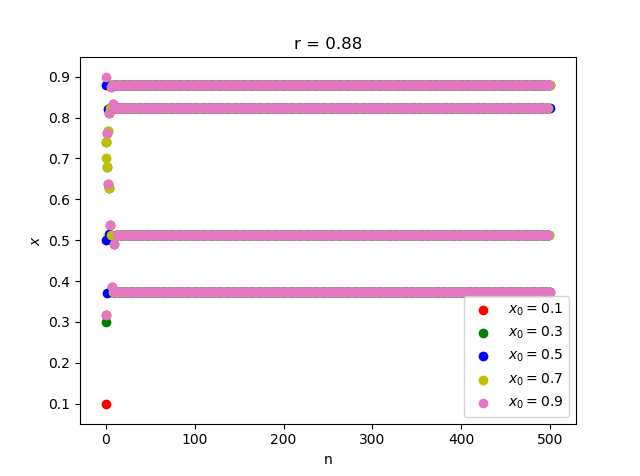 r = 0.88
0.9
0.8
0.7
0.6
0.5
0.4
0.3
0.2
0.1
x
0 100 200 300 400 500
n
x₀ = 0.1
x₀ = 0.3
x₀ = 0.5
x₀ = 0.7
x₀ = 0.9